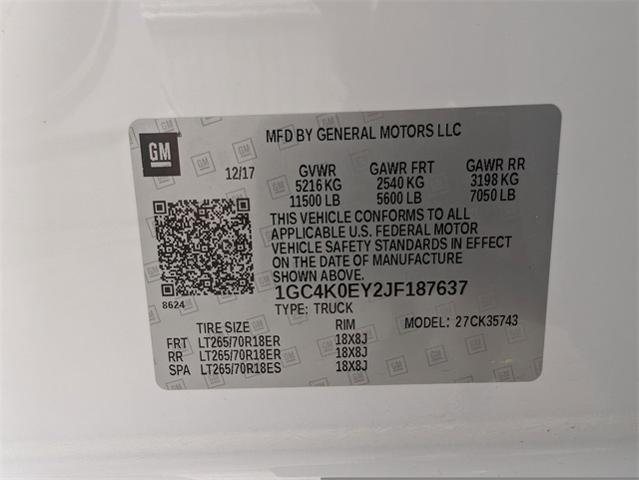 MFD BY GENERAL MOTORS LLC
GM
12/17
GVWR GAWR FRT GAWR RR
5216 KG 2540 KG 3198 KG
11500 LB 5600 LB 7050 LB
THIS VEHICLE CONFORMS TO ALL
APPLICABLE U.S. FEDERAL MOTOR
VEHICLE SAFETY STANDARDS IN EFFECT
ON THE DATE OF MANUFACTURE
SHOWN ABOVE.
8624
1GC4K0EY2JF187637
TYPE: TRUCK MODEL: 27CK35743
TIRE SIZE RIM
FRT LT265/70R18ER 18X8J
RR LT265/70R18ER 18X8J
SPA LT265/70R18ES 18X8J